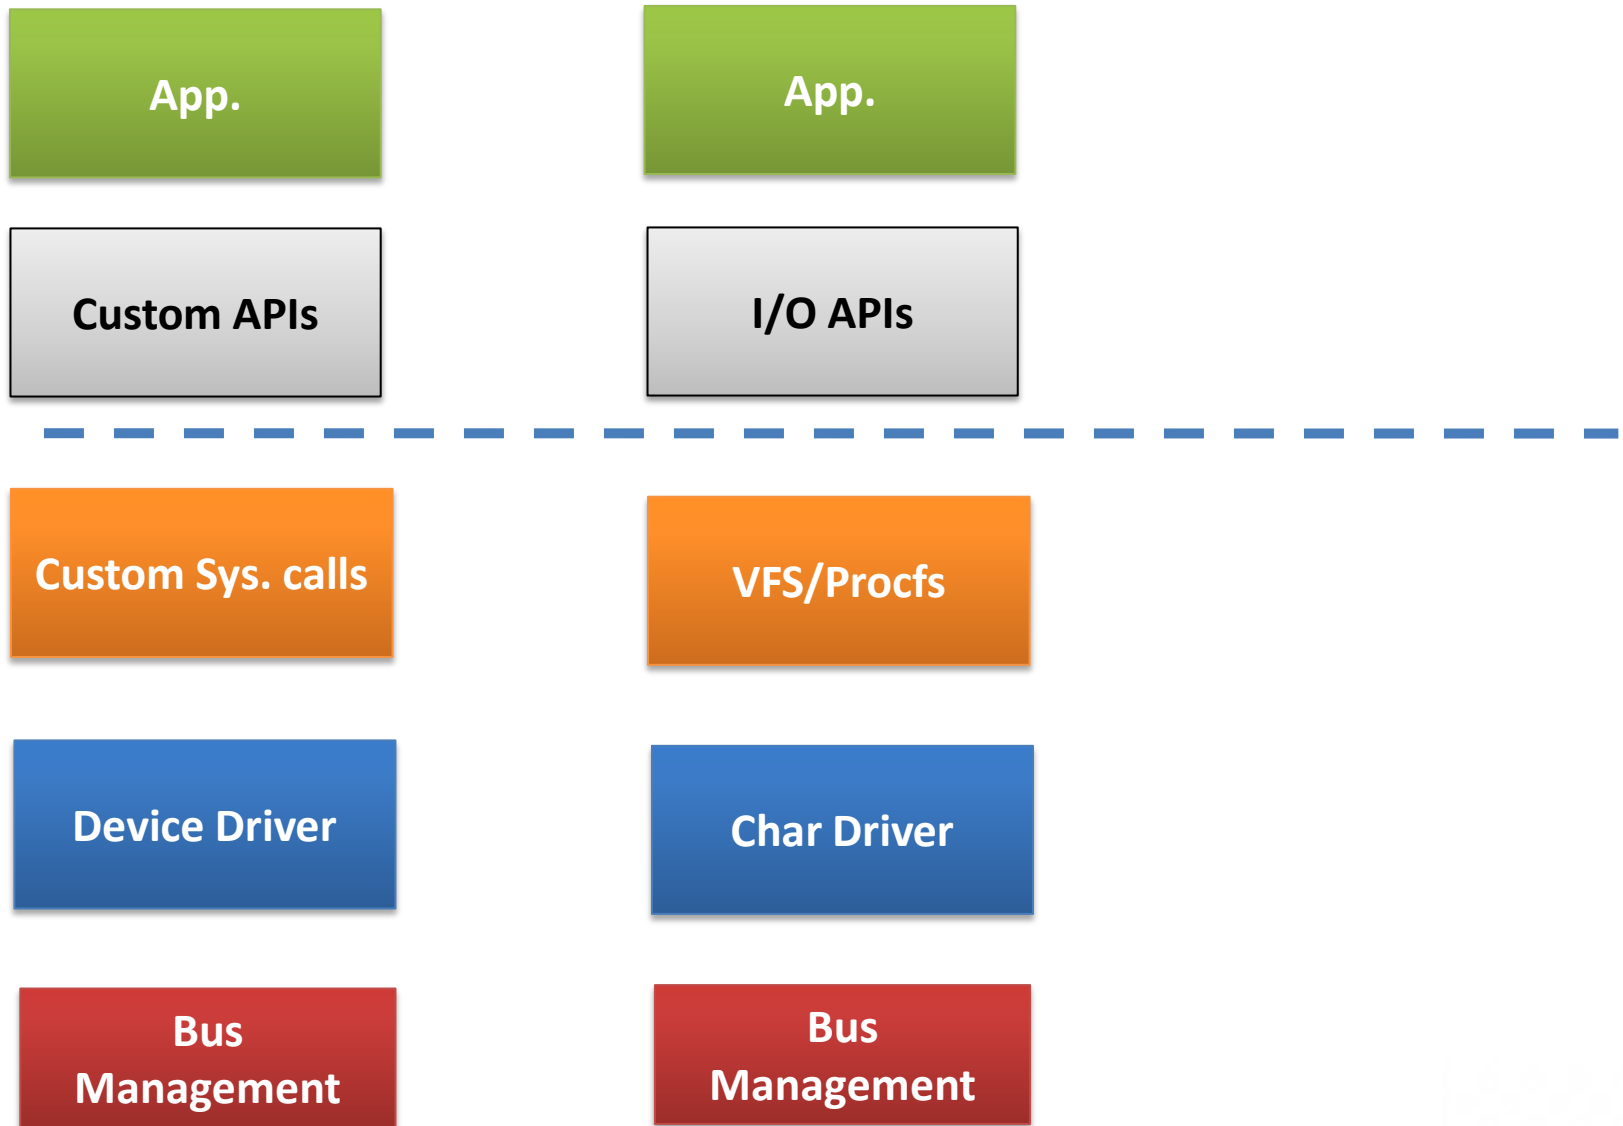 App.
App.
Custom APIs
I/O APIs
Custom Sys. calls
VFS/Procfs
Device Driver
Char Driver
Bus
Management
Bus
Management